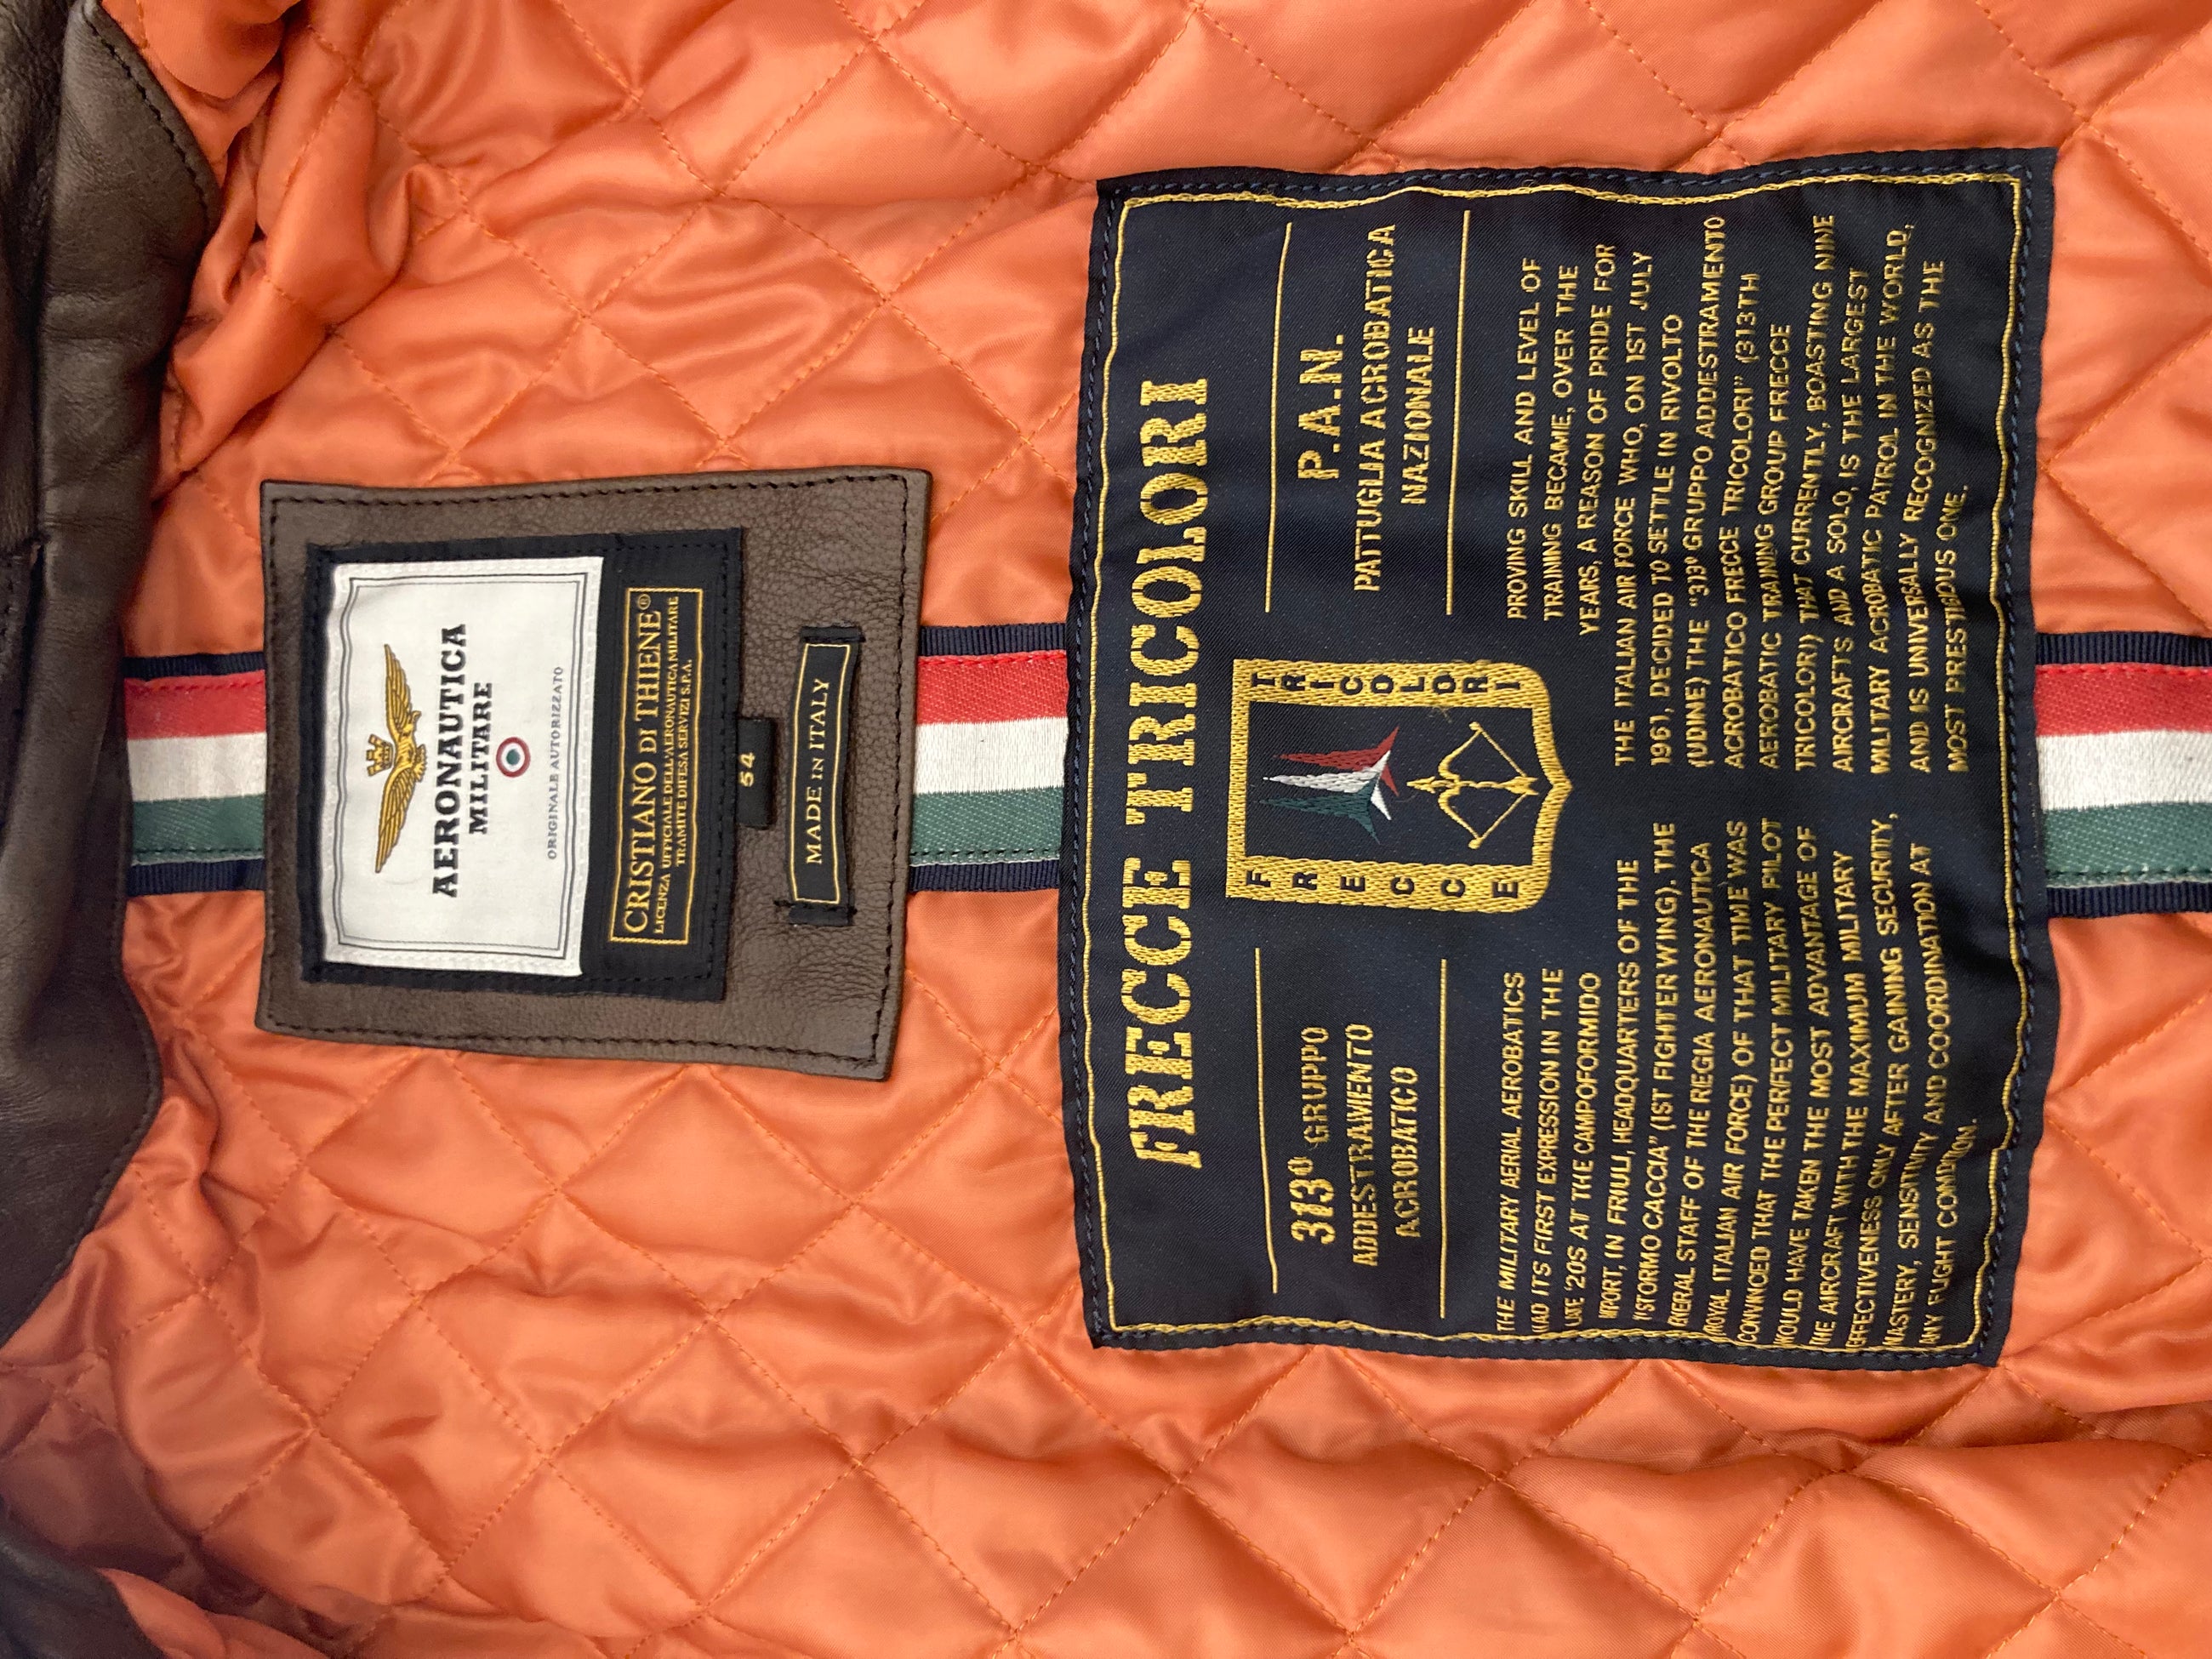 AERONAUTICA
MILITARE
ORIGINALE AUTORIZZATO
CRISTIANO DI THIENE®
LICENZA UFFICIALE DELL'AERONAUTICA MILITARE
TRAMITE DIFESA SERVIZI S.P.A.
54
MADE IN ITALY
FRECCE TRICOLORI
313º GRUPPO
ADDESTRAMENTO
ACROBATICO
FRECCE
TRICOLORI
P.A.N.
PATTUGLIA ACROBATICA
NAZIONALE
THE MILITARY AERIAL AEROBATICS
HAD ITS FIRST EXPRESSION IN THE
LATE '20S AT THE CAMPOFORMIDO
IRPORT, IN FRIULI, HEADQUARTERS OF THE
1º STORMO CACCIA" (1ST FIGHTER WING). THE
ENERAL STAFF OF THE REGIA AERONAUTICA
(ROYAL ITALIAN AIR FORCE) OF THAT TIME WAS
CONVINCED THAT THE PERFECT MILITARY PILOT
WOULD HAVE TAKEN THE MOST ADVANTAGE OF
THE AIRCRAFT WITH THE MAXIMUM MILITARY
EFFECTIVENESS ONLY AFTER GAINING SECURITY,
MASTERY, SENSITIVITY AND COORDINATION AT
ANY FLIGHT CONDITION.
PROVING SKILL AND LEVEL OF
TRAINING BECAME, OVER THE
YEARS, A REASON OF PRIDE FOR
THE ITALIAN AIR FORCE WHO, ON 1ST JULY
1961, DECIDED TO SETTLE IN RIVOLTO
(UDINE) THE "313º GRUPPO ADDESTRAMENTO
ACROBATICO FRECCE TRICOLORI" (313TH
AEROBATIC TRAINING GROUP FRECCE
TRICOLORI) THAT CURRENTLY, BOASTING NINE
AIRCRAFTS AND A SOLO, IS THE LARGEST
MILITARY ACROBATIC PATROL IN THE WORLD,
AND IS UNIVERSALLY RECOGNIZED AS THE
MOST PRESTIGIOUS ONE.